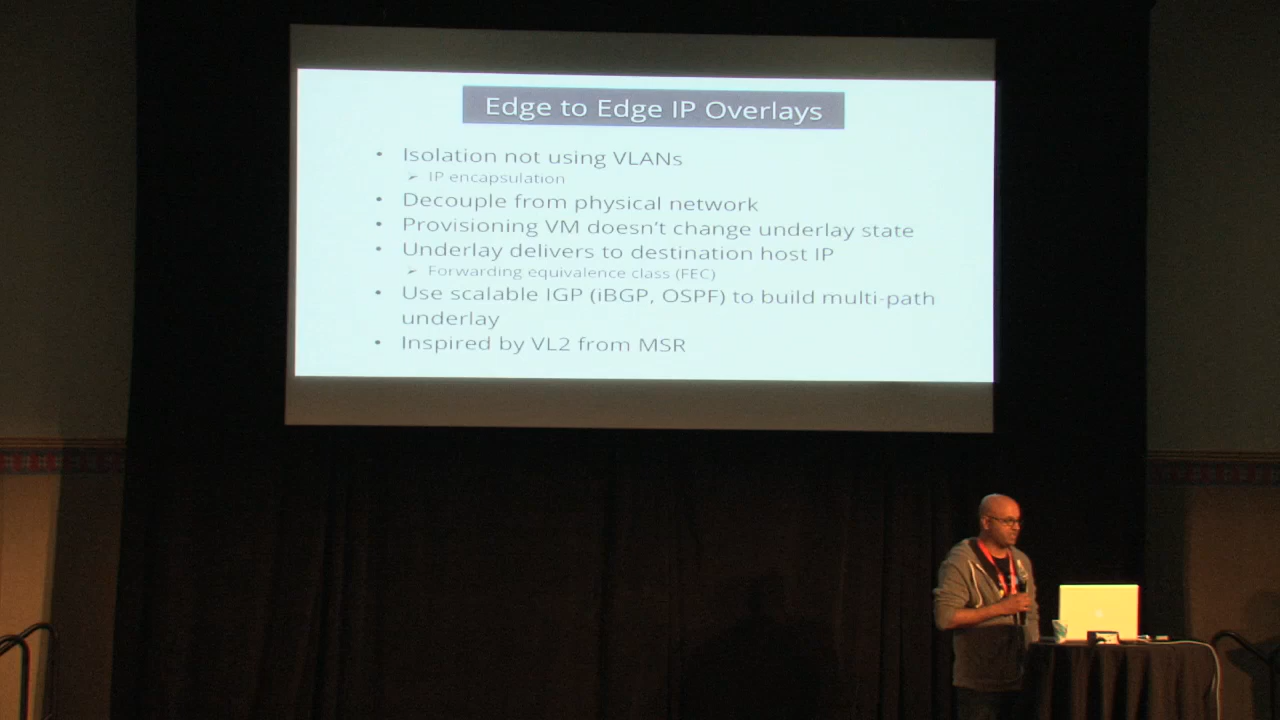 Edge to Edge IP Overlays
• Isolation not using VLANs
➢ IP encapsulation
• Decouple from physical network
• Provisioning VM doesn't change underlay state
• Underlay delivers to destination host IP
➢ Forwarding equivalence class (FEC)
• Use scalable IGP (iBGP, OSPF) to build multi-path
underlay
• Inspired by VL2 from MSR